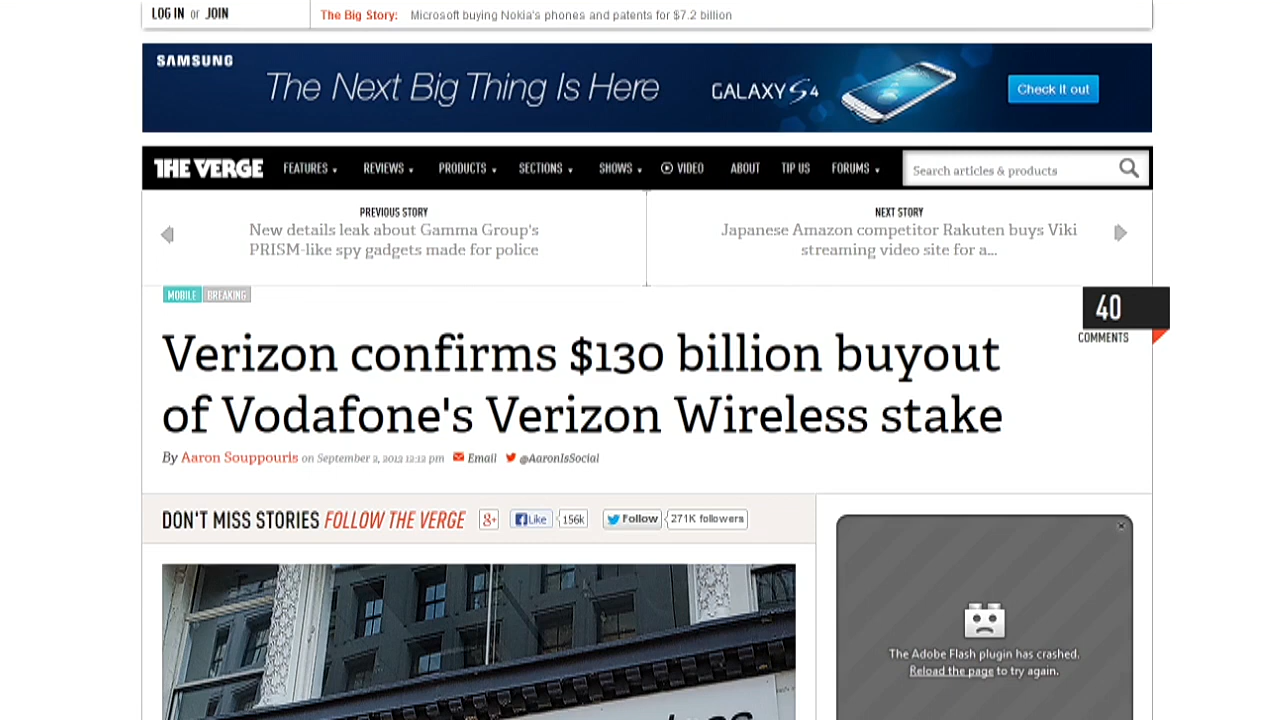 LOG IN or JOIN
The Big Story: Microsoft buying Nokia's phones and patents for $7.2 billion
SAMSUNG
The Next Big Thing Is Here
GALAXY S4
Check it out
THE VERGE FEATURES REVIEWS PRODUCTS SECTIONS SHOWS VIDEO ABOUT TIP US FORUMS Search articles & products
PREVIOUS STORY
New details leak about Gamma Group's
PRISM-like spy gadgets made for police
NEXT STORY
Japanese Amazon competitor Rakuten buys Viki
streaming video site for a...
MOBILE BREAKING
40
COMMENTS
Verizon confirms $130 billion buyout
of Vodafone's Verizon Wireless stake
By Aaron Souppouris on September 2, 2013 12:12 pm Email @AaronIsSocial
DON'T MISS STORIES FOLLOW THE VERGE g+ Like 156k Follow 271K followers
The Adobe Flash plugin has crashed.
Reload the page to try again.